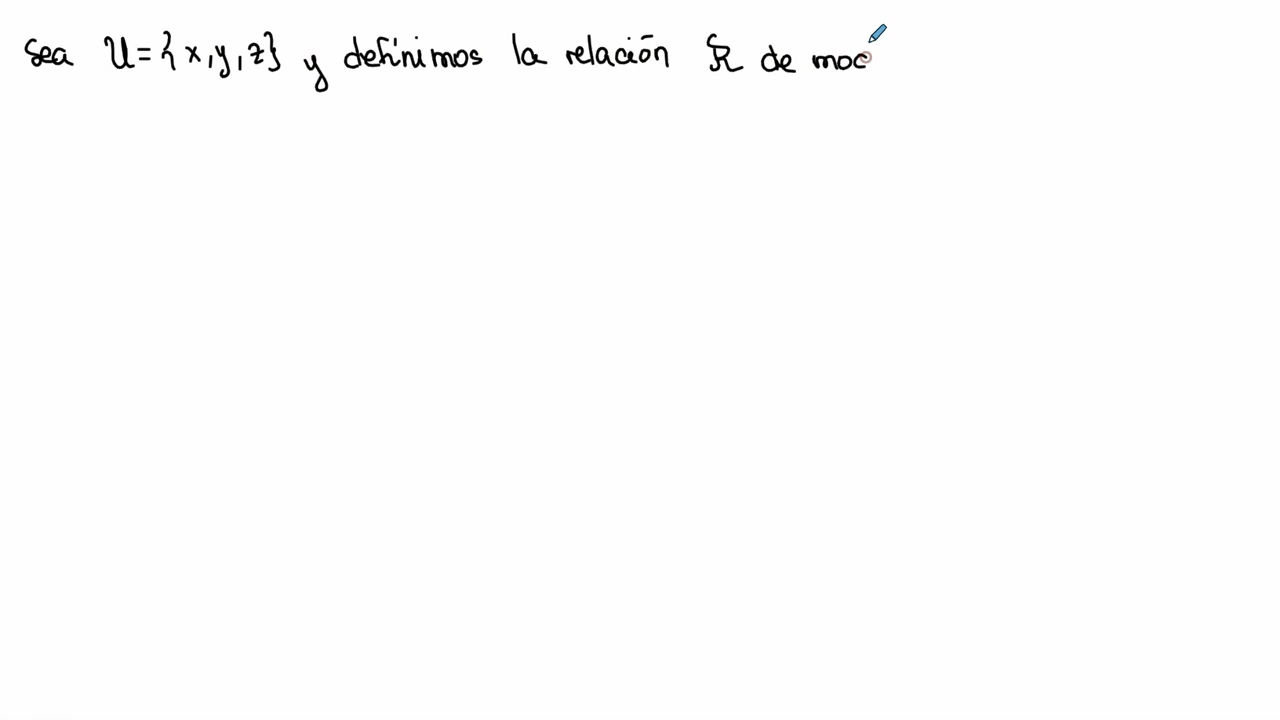 Sea U={x,y,z} y definimos la relación R de moc